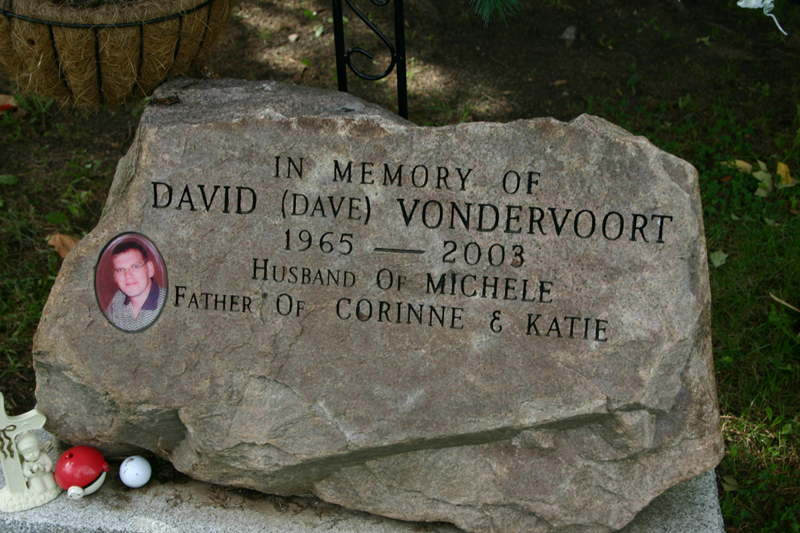 IN MEMORY OF
DAVID (DAVE) VONDERVOORT
1965 — 2003
HUSBAND OF MICHELE
FATHER OF CORINNE & KATIE